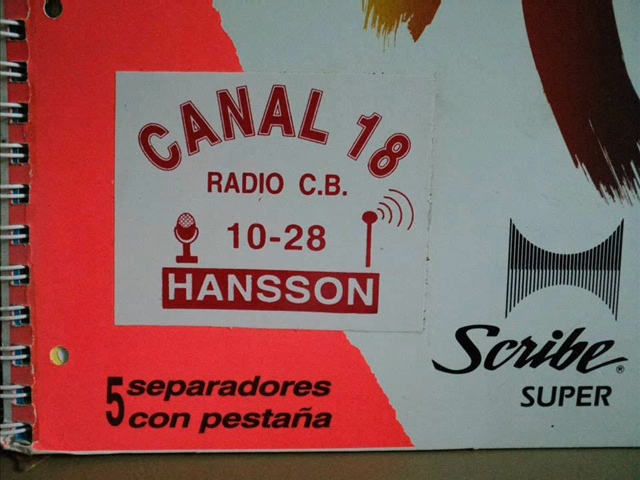 CANAL 18
RADIO C.B.
10-28
HANSSON
Scribe®
SUPER
5 separadores
con pestaña